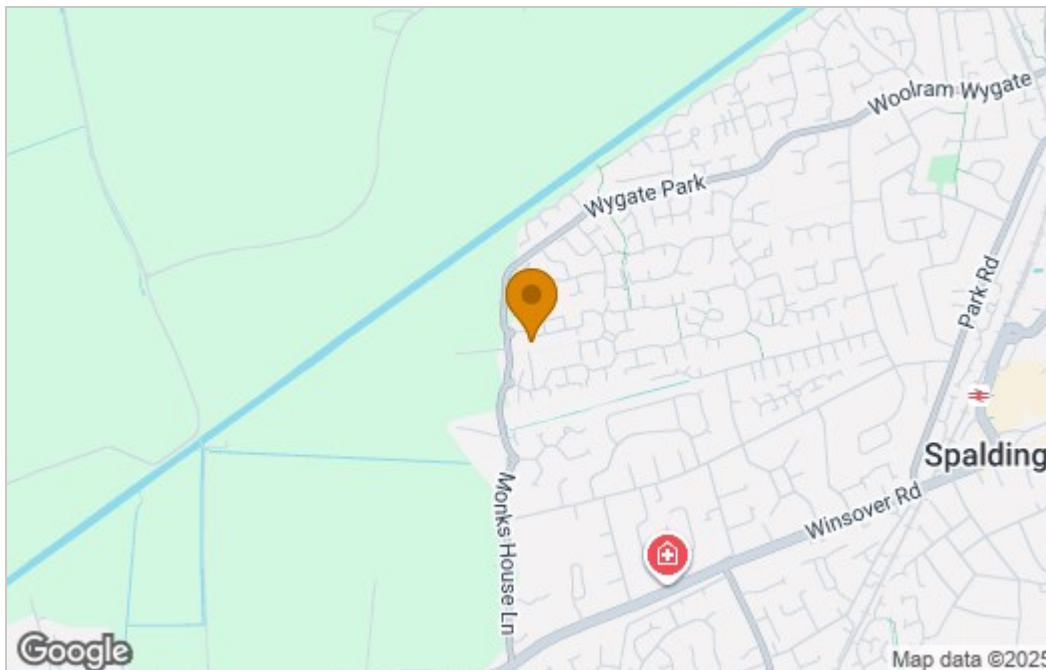 Woolram Wygate
Wygate Park
Park Rd
Spalding
Winsover Rd
Monks House Ln
Google
Map data ©2025